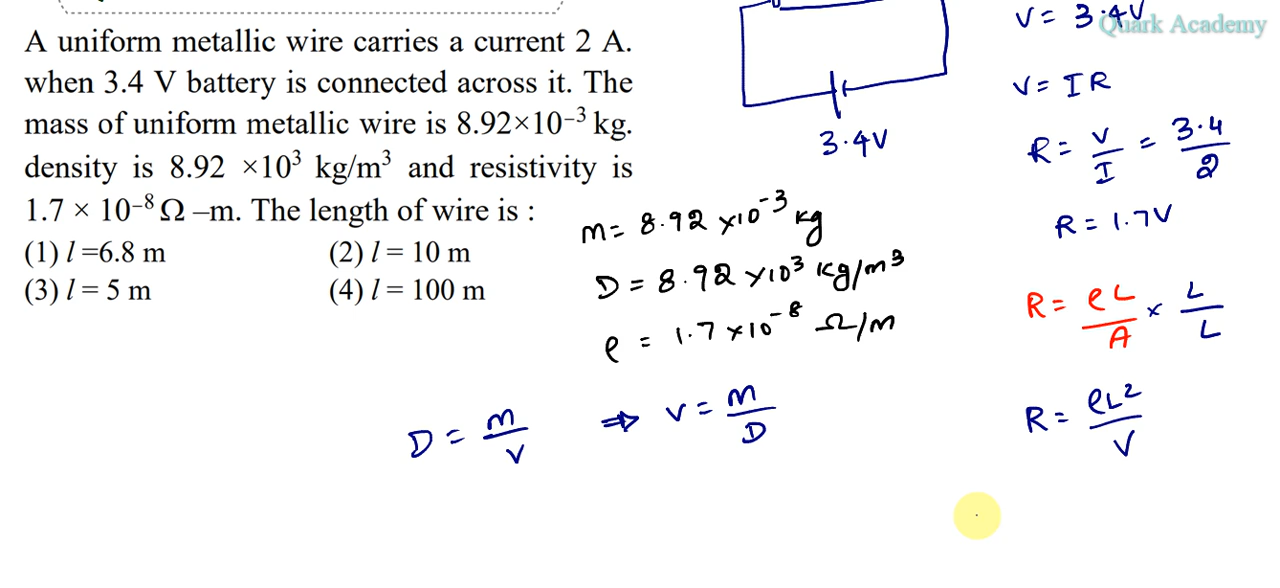 A uniform metallic wire carries a current 2 A.
when 3.4 V battery is connected across it. The
mass of uniform metallic wire is 8.92×10⁻³ kg.
density is 8.92 ×10³ kg/m³ and resistivity is
1.7 × 10⁻⁸ Ω –m. The length of wire is :
(1) l =6.8 m (2) l = 10 m
(3) l = 5 m (4) l = 100 m
3.4V
m = 8.92 ×10⁻³ kg
D = 8.92 ×10³ kg/m³
ρ = 1.7 ×10⁻⁸ Ω/m
D = m/V ⇒ V = m/D
V = 3.4V
Quark Academy
V = IR
R = V/I = 3.4/2
R = 1.7V
R = ρL/A × L/L
R = ρL²/V